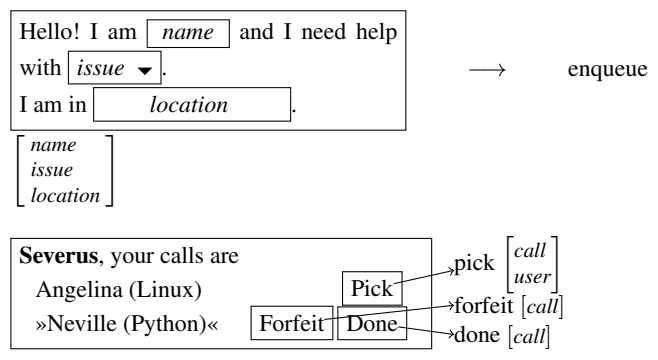 Hello! I am name and I need help
with issue ▾.
I am in location.
⟶ enqueue
[name
issue
location]
Severus, your calls are
Angelina (Linux) Pick
»Neville (Python)« Forfeit Done
pick [call
user]
forfeit [call]
done [call]